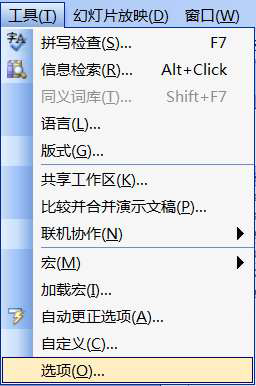 工具(T) 幻灯片放映(D) 窗口(W)
拼写检查(S)... F7
信息检索(R)... Alt+Click
同义词库(T)... Shift+F7
语言(L)...
版式(G)...
共享工作区(K)...
比较并合并演示文稿(P)...
联机协作(N)
宏(M)
加载宏(I)...
自动更正选项(A)...
自定义(C)...
选项(O)...